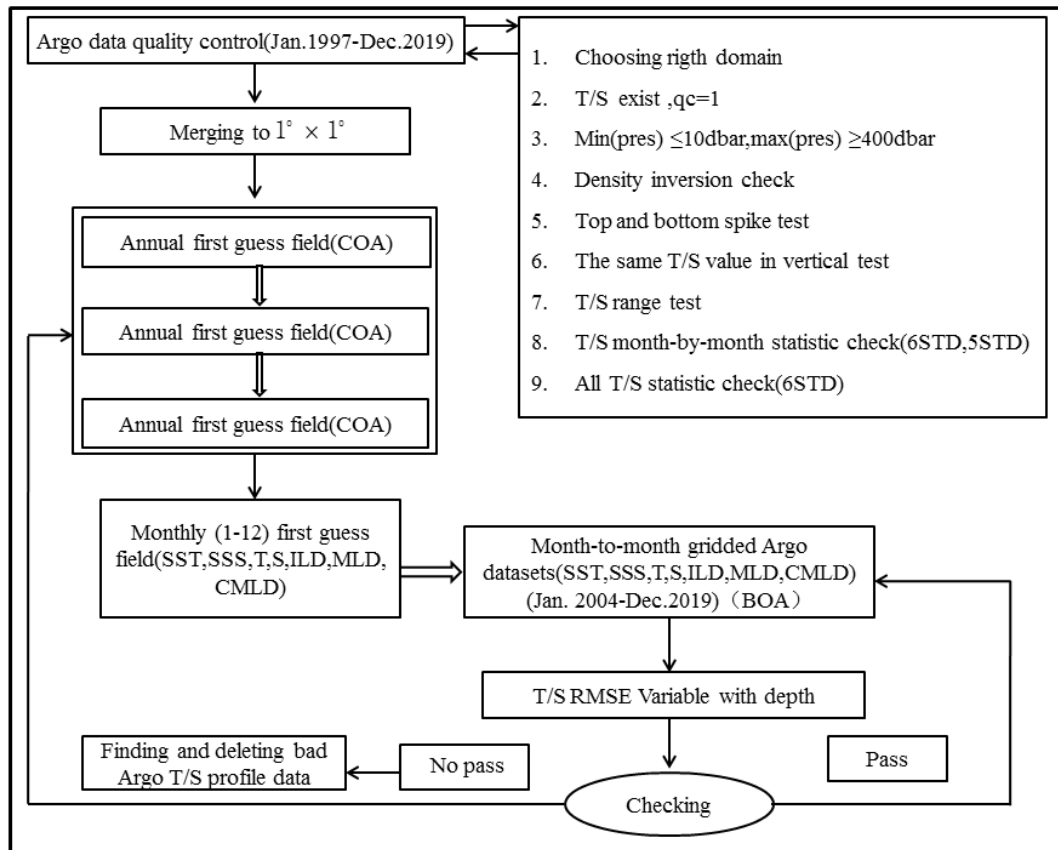 Argo data quality control(Jan.1997-Dec.2019)
Merging to 1° × 1°
Annual first guess field(COA)
Annual first guess field(COA)
Annual first guess field(COA)
1. Choosing rigth domain
2. T/S exist ,qc=1
3. Min(pres) ≤10dbar,max(pres) ≥400dbar
4. Density inversion check
5. Top and bottom spike test
6. The same T/S value in vertical test
7. T/S range test
8. T/S month-by-month statistic check(6STD,5STD)
9. All T/S statistic check(6STD)
Monthly (1-12) first guess
field(SST,SSS,T,S,ILD,MLD,
CMLD)
Month-to-month gridded Argo
datasets(SST,SSS,T,S,ILD,MLD,CMLD)
(Jan. 2004-Dec.2019)（BOA）
T/S RMSE Variable with depth
Finding and deleting bad
Argo T/S profile data
No pass
Pass
Checking